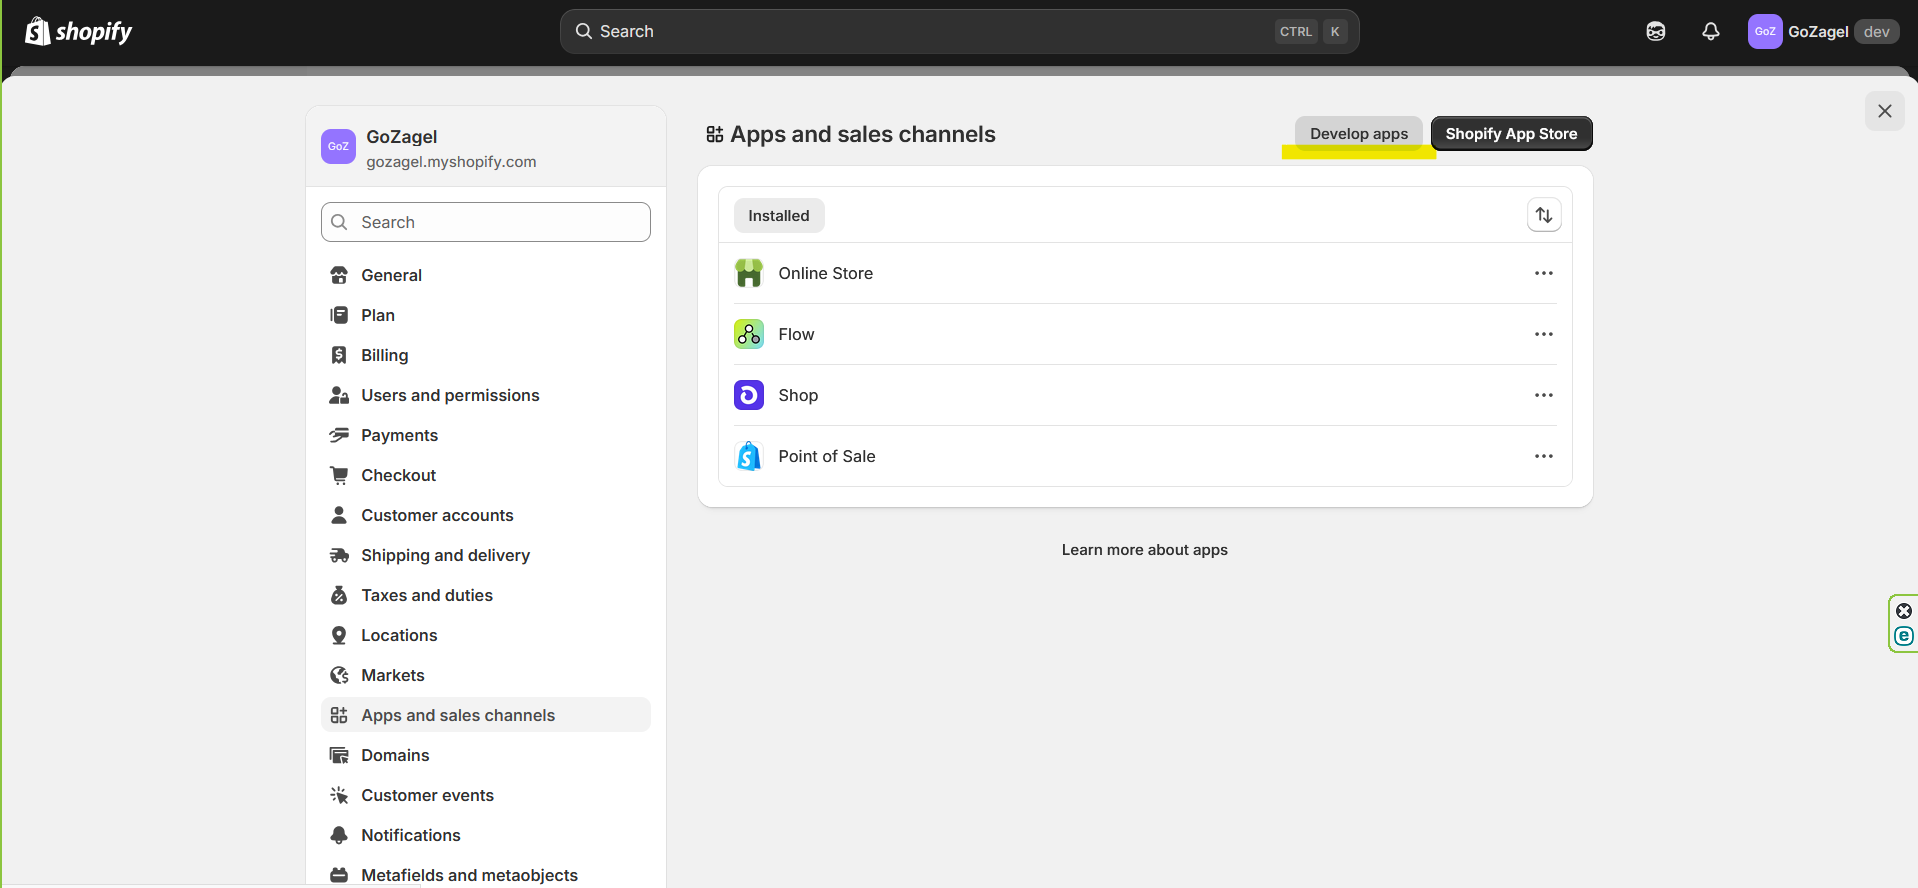 shopify
Search
CTRL K
GoZ
GoZagel
dev
GoZ
GoZagel
gozagel.myshopify.com
Search
General
Plan
Billing
Users and permissions
Payments
Checkout
Customer accounts
Shipping and delivery
Taxes and duties
Locations
Markets
Apps and sales channels
Domains
Customer events
Notifications
Metafields and metaobjects
Apps and sales channels
Develop apps
Shopify App Store
Installed
Online Store
Flow
Shop
Point of Sale
Learn more about apps